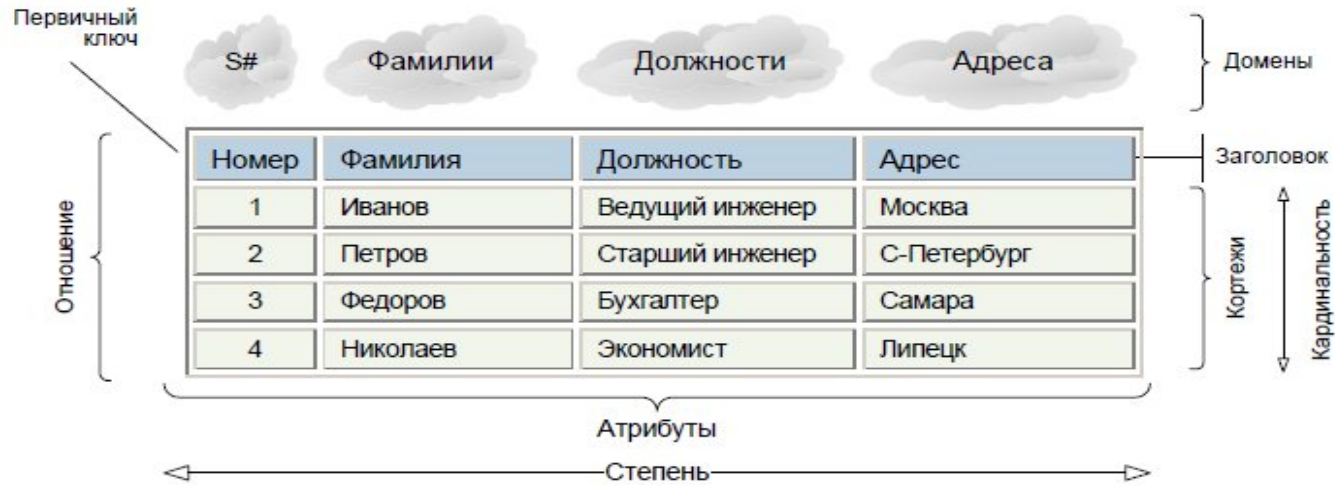 Первичный
ключ
S# Фамилии Должности Адреса
Домены
Номер Фамилия Должность Адрес
Заголовок
1 Иванов Ведущий инженер Москва
2 Петров Старший инженер С-Петербург
3 Федоров Бухгалтер Самара
4 Николаев Экономист Липецк
Отношение
Кортежи
Кардинальность
Атрибуты
Степень